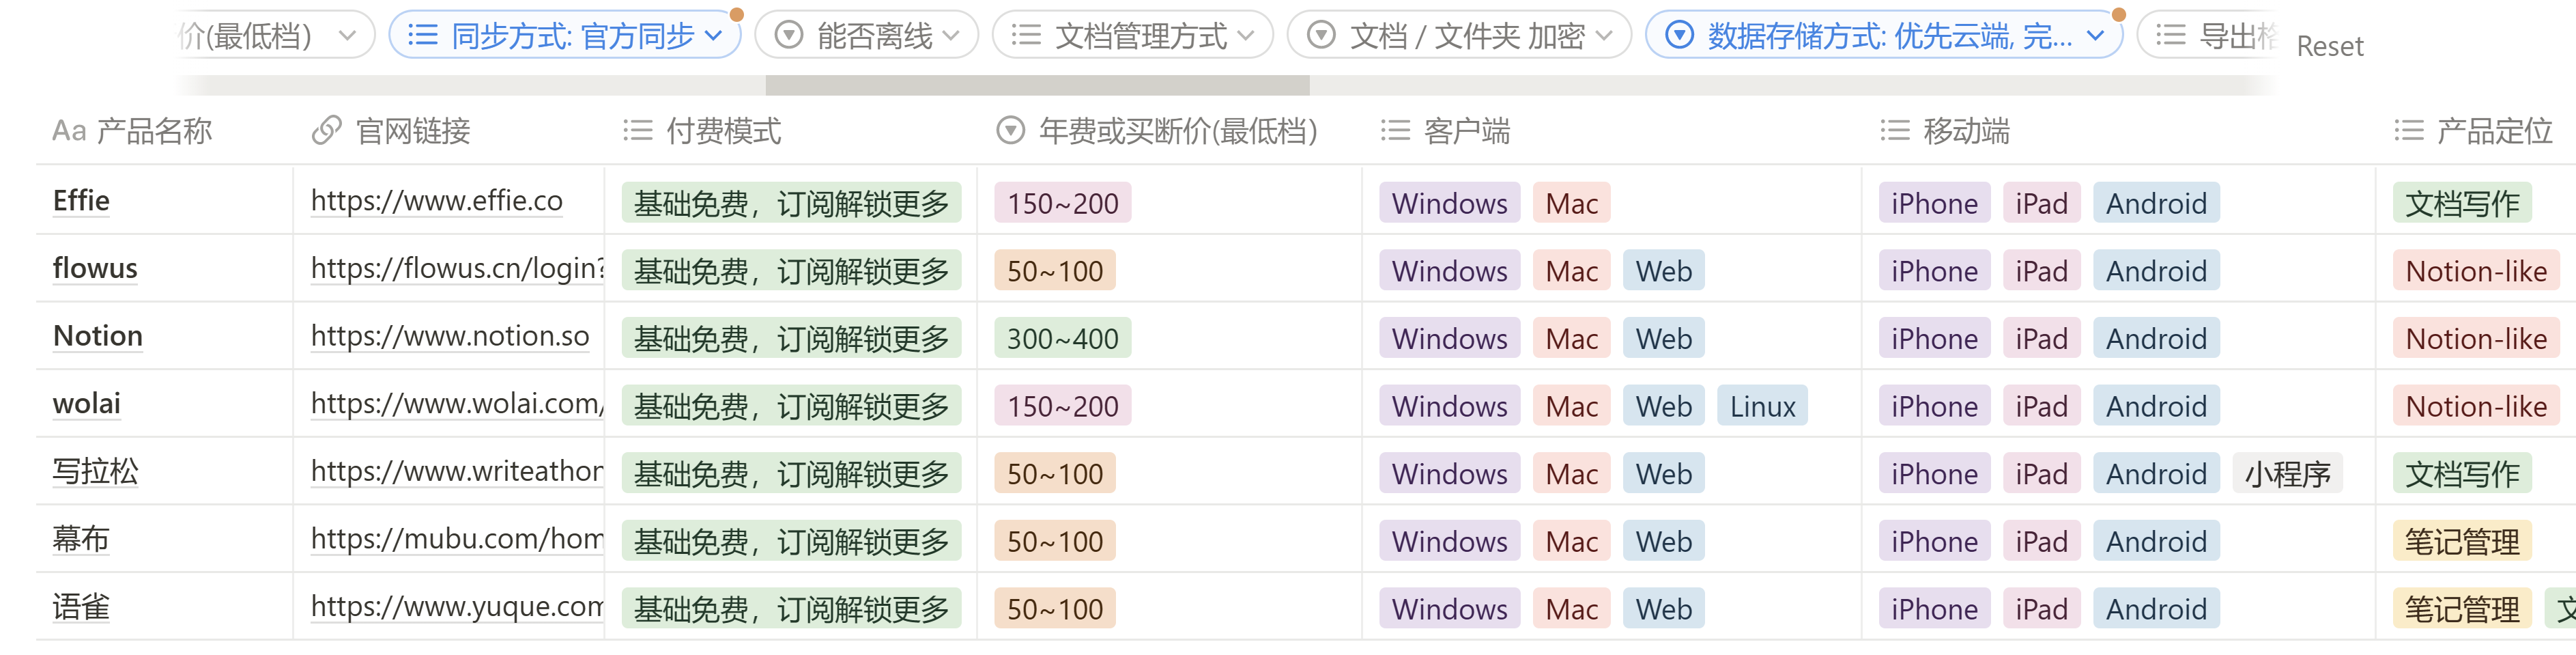 价(最低档) 同步方式: 官方同步 能否离线 文档管理方式 文档 / 文件夹 加密 数据存储方式: 优先云端, 完... 导出格 Reset
Aa 产品名称 官网链接 付费模式 年费或买断价(最低档) 客户端 移动端 产品定位
Effie https://www.effie.co 基础免费，订阅解锁更多 150~200 Windows Mac iPhone iPad Android 文档写作
flowus https://flowus.cn/login? 基础免费，订阅解锁更多 50~100 Windows Mac Web iPhone iPad Android Notion-like
Notion https://www.notion.so 基础免费，订阅解锁更多 300~400 Windows Mac Web iPhone iPad Android Notion-like
wolai https://www.wolai.com/ 基础免费，订阅解锁更多 150~200 Windows Mac Web Linux iPhone iPad Android Notion-like
写拉松 https://www.writeathon 基础免费，订阅解锁更多 50~100 Windows Mac Web iPhone iPad Android 小程序 文档写作
幕布 https://mubu.com/hom 基础免费，订阅解锁更多 50~100 Windows Mac Web iPhone iPad Android 笔记管理
语雀 https://www.yuque.com 基础免费，订阅解锁更多 50~100 Windows Mac Web iPhone iPad Android 笔记管理